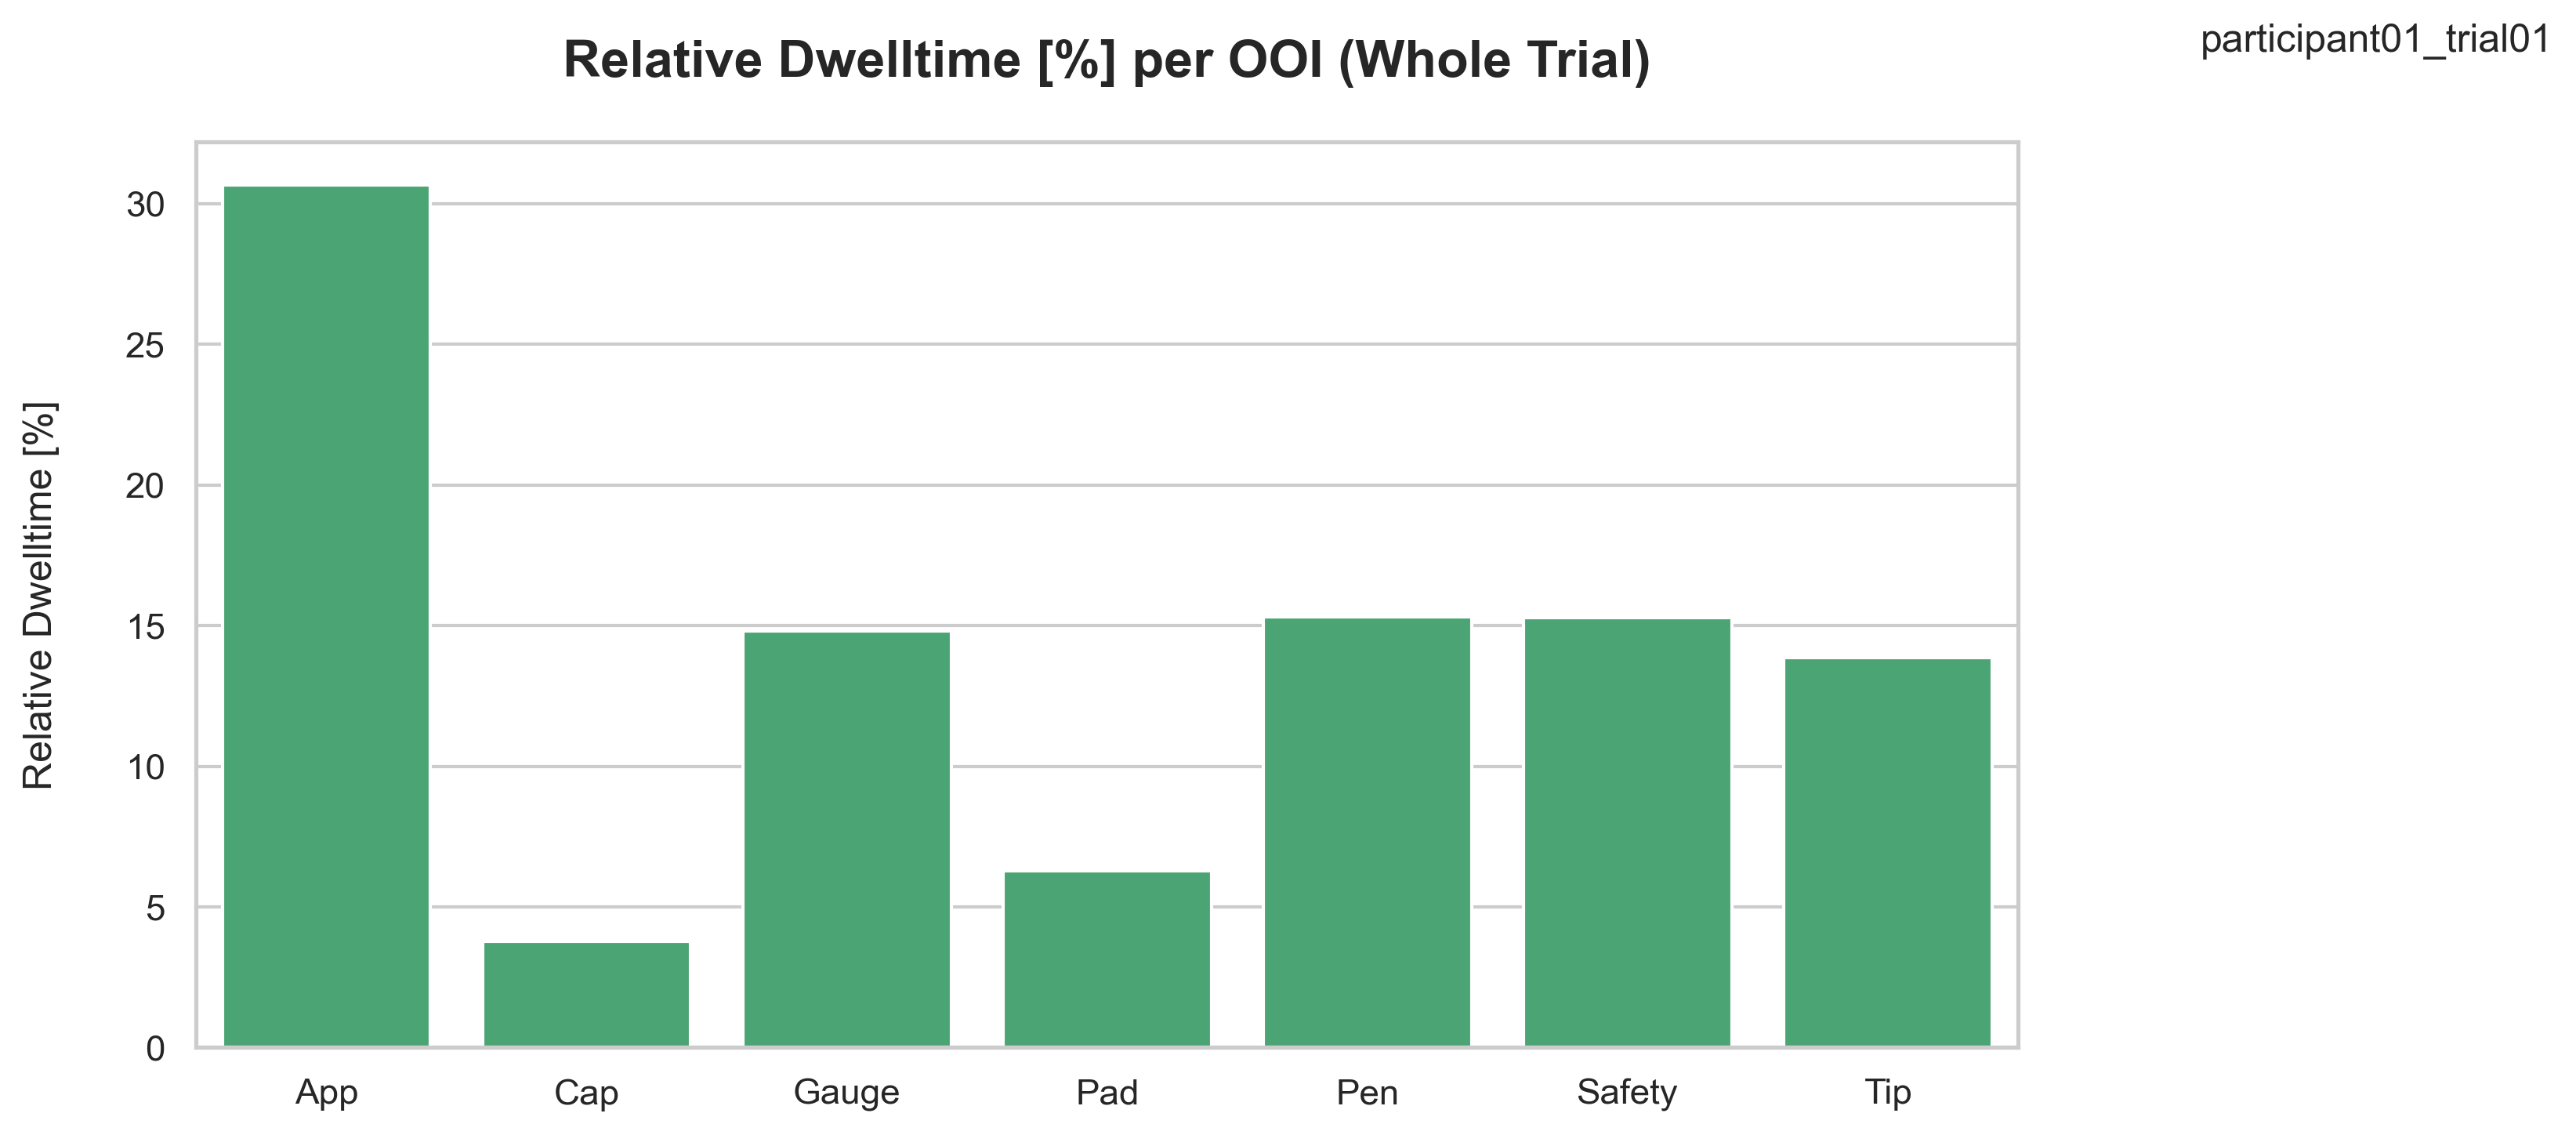 participant01_trial01
Relative Dwelltime [%] per OOI (Whole Trial)
Relative Dwelltime [%]
30
25
20
15
10
5
0
App Cap Gauge Pad Pen Safety Tip